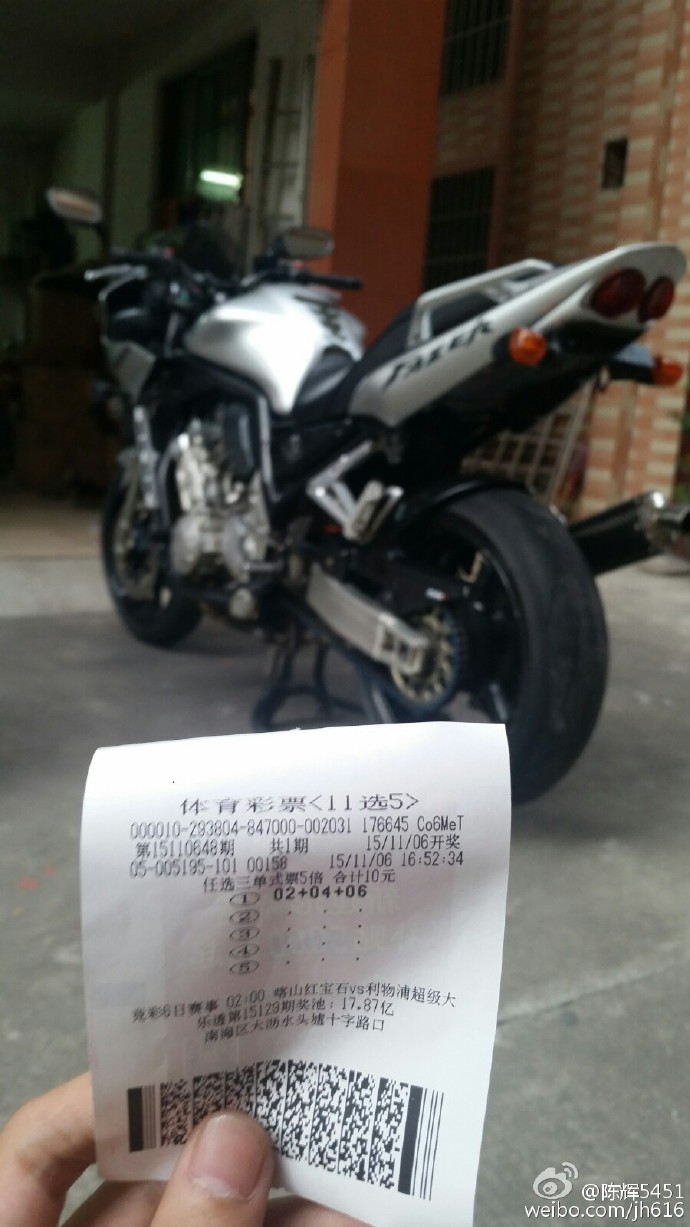 FAZER
体育彩票<11选5>
000010-293804-847000-002031 176645 Co6MeT
第15110648期 共1期 15/11/06开奖
05-005195-101 00158 15/11/06 16:52:34
任选三单式票5倍 合计10元
① 02+04+06
②
③
④
⑤
竞彩6日赛事 02:00 喀山红宝石vs利物浦超级大
乐透第15129期奖池：17.87亿
南海区大沥水头墟十字路口
@陈辉5451
weibo.com/jh616